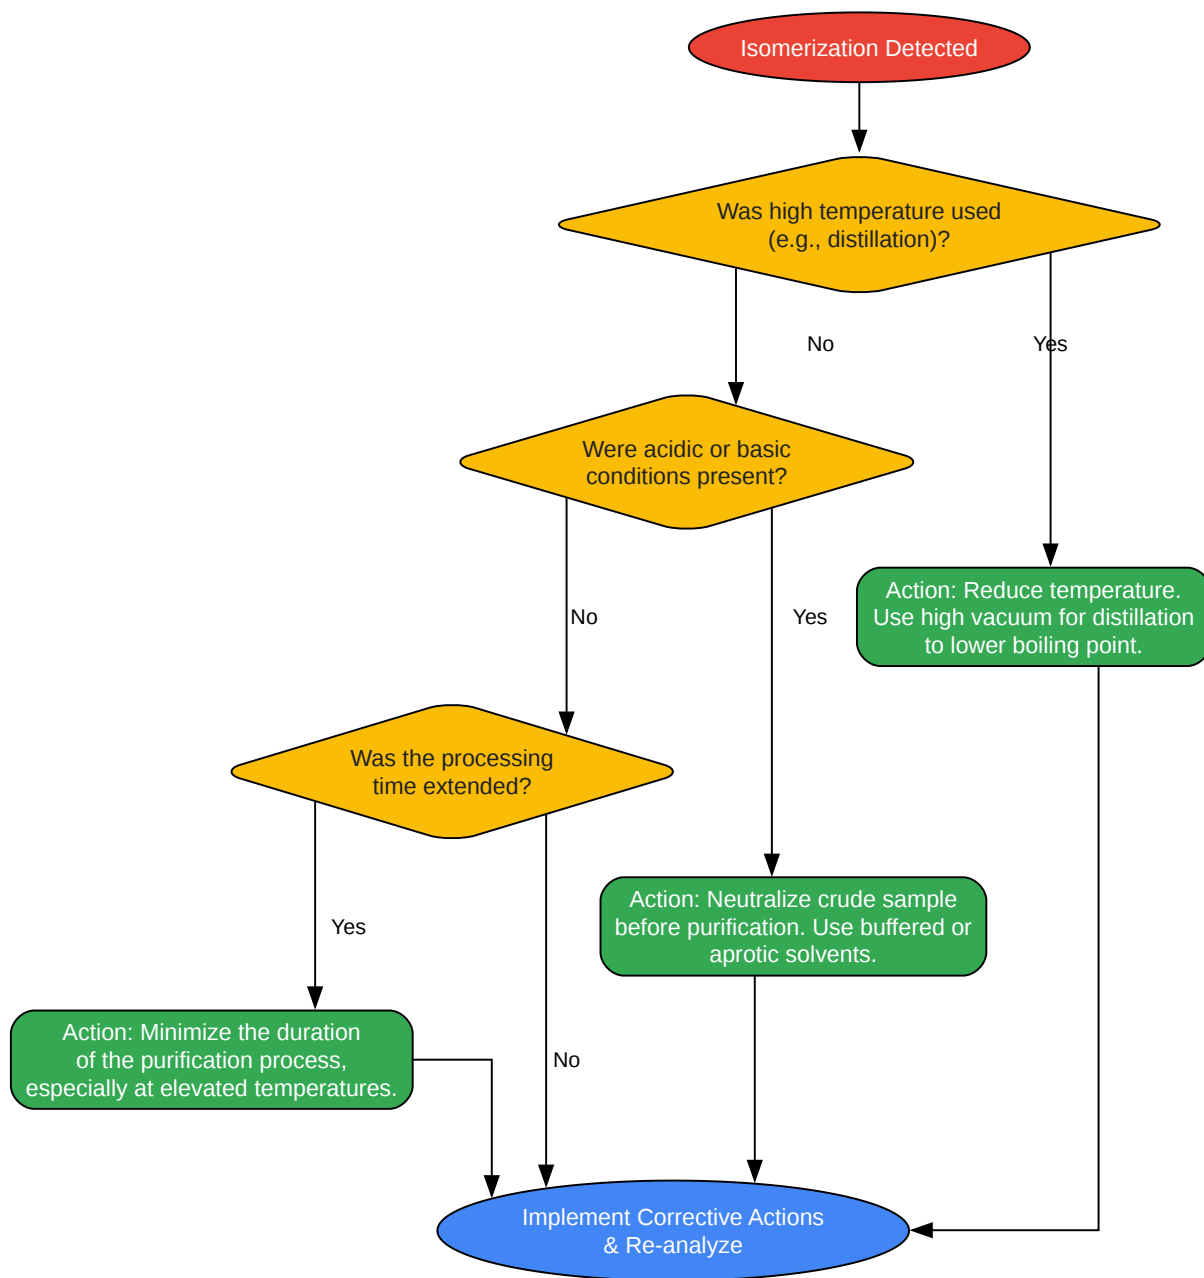 Isomerization Detected
Was high temperature used
(e.g., distillation)?
No
Yes
Were acidic or basic
conditions present?
Action: Reduce temperature.
Use high vacuum for distillation
to lower boiling point.
No
Yes
Was the processing
time extended?
Action: Neutralize crude sample
before purification. Use buffered or
aprotic solvents.
Yes
Action: Minimize the duration
of the purification process,
especially at elevated temperatures.
No
Implement Corrective Actions
& Re-analyze